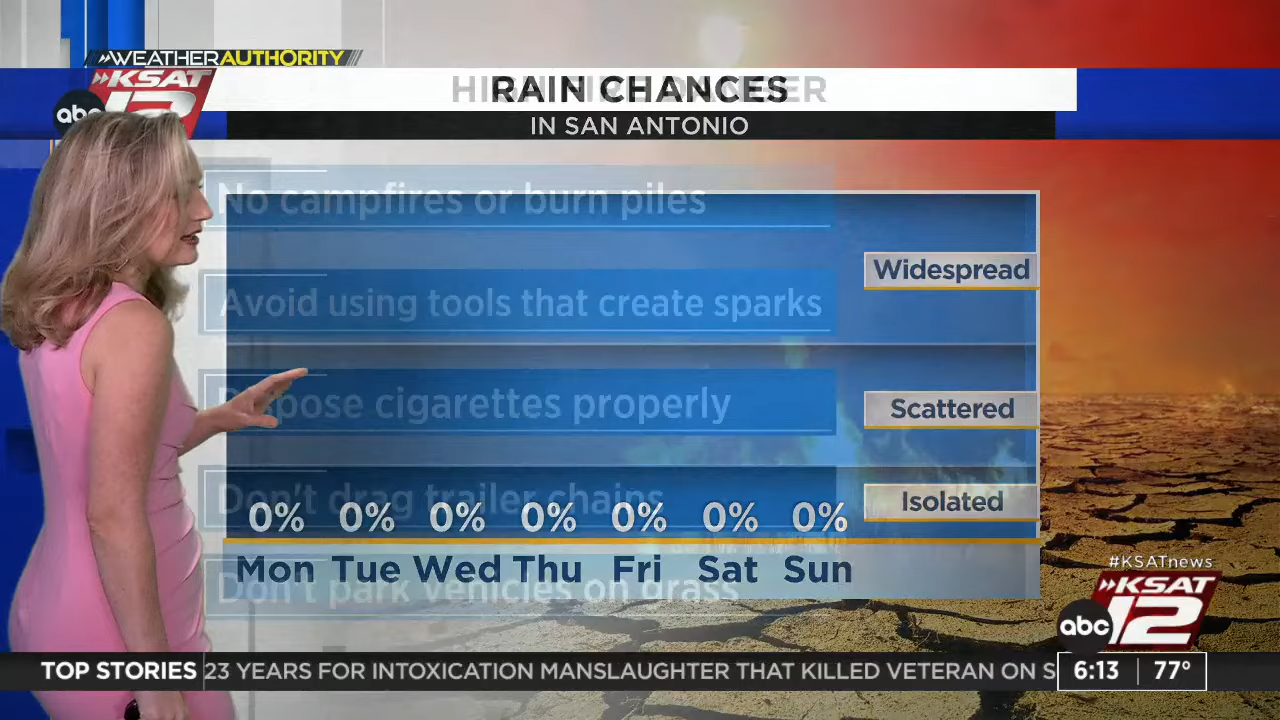 WEATHERAUTHORITY
KSAT
12
abc
RAIN CHANCES
IN SAN ANTONIO
No campfires or burn piles
Avoid using tools that create sparks
Widespread
Dispose cigarettes properly
Scattered
Don't drag trailer chains
Isolated
0% 0% 0% 0% 0% 0% 0%
Mon Tue Wed Thu Fri Sat Sun
Don't park vehicles on grass
#KSATnews
KSAT
abc 12
TOP STORIES 23 YEARS FOR INTOXICATION MANSLAUGHTER THAT KILLED VETERAN ON S
6:13 77°